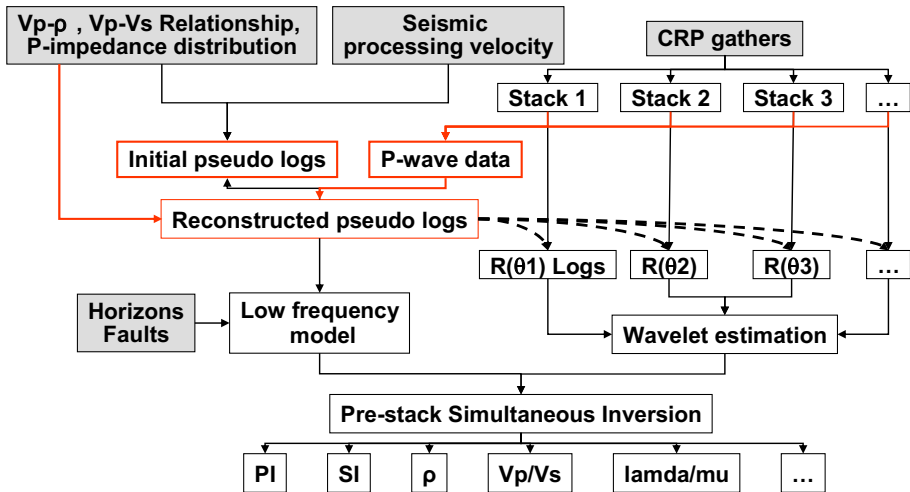 Vp-ρ , Vp-Vs Relationship,
P-impedance distribution
Seismic
processing velocity
CRP gathers
Stack 1
Stack 2
Stack 3
...
Initial pseudo logs
P-wave data
Reconstructed pseudo logs
R(θ1) Logs
R(θ2)
R(θ3)
...
Horizons
Faults
Low frequency
model
Wavelet estimation
Pre-stack Simultaneous Inversion
PI
SI
ρ
Vp/Vs
lamda/mu
...